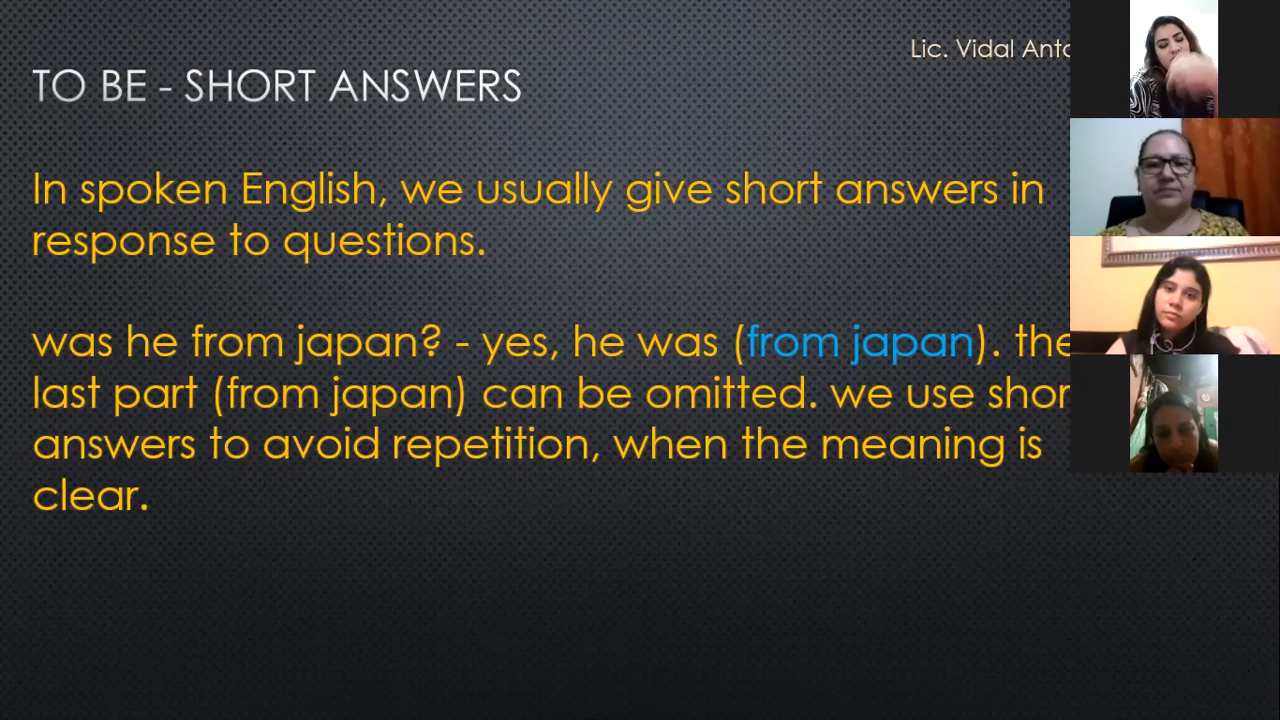 Lic. Vidal
TO BE - SHORT ANSWERS
In spoken English, we usually give short answers in
response to questions.
was he from japan? - yes, he was (from japan). the
last part (from japan) can be omitted. we use
answers to avoid repetition, when the meaning is
clear.